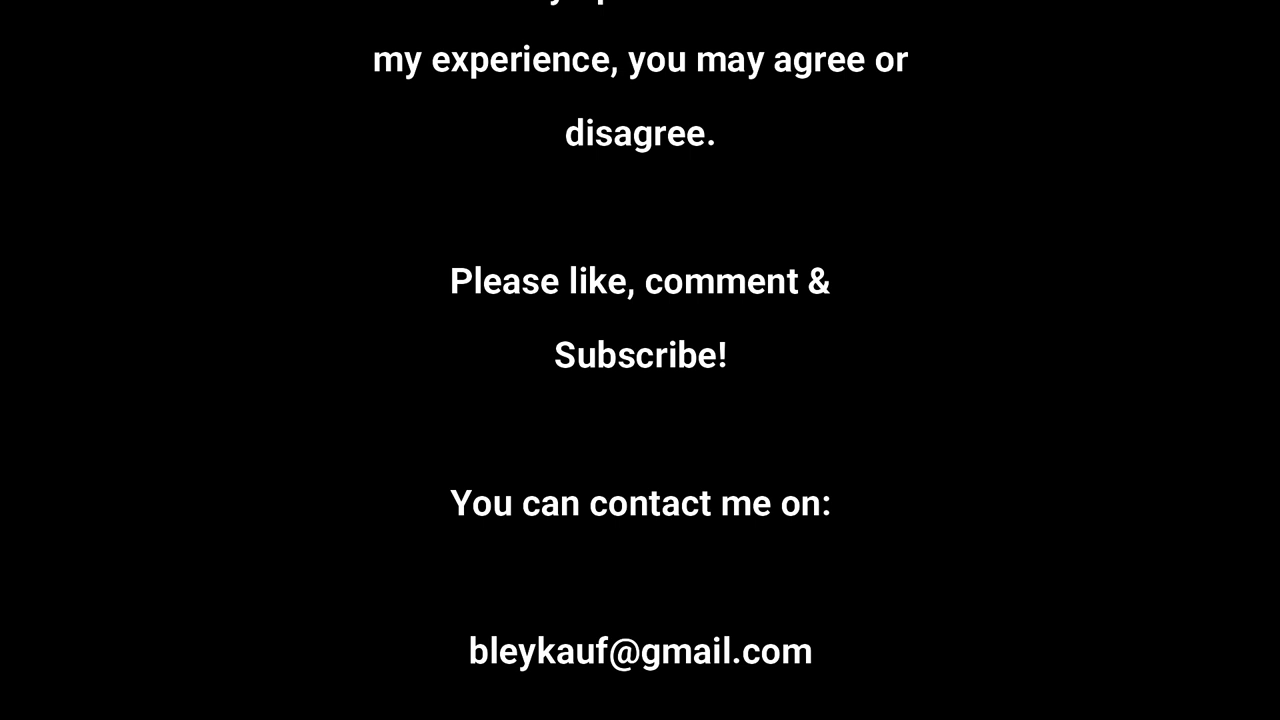 my experience, you may agree or
disagree.
Please like, comment &
Subscribe!
You can contact me on:
bleykauf@gmail.com